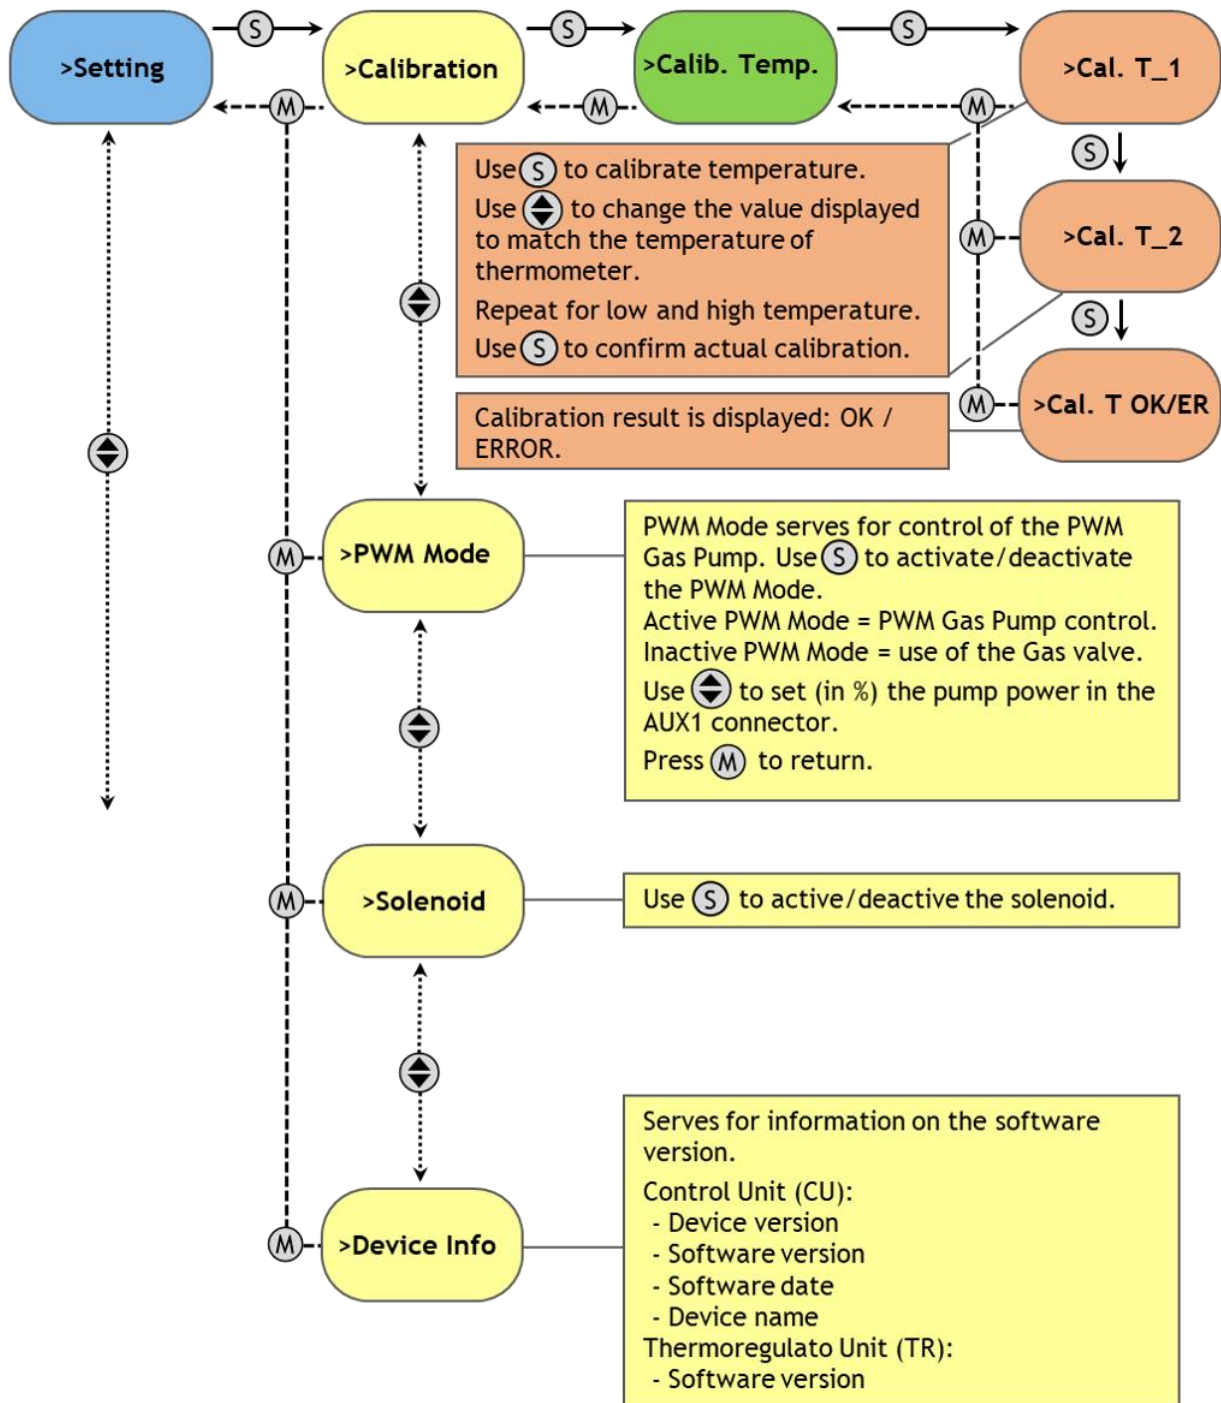 S
S
S
>Setting
>Calibration
>Calib. Temp.
>Cal. T_1
M
M
M
Use S to calibrate temperature.
Use to change the value displayed
to match the temperature of
thermometer.
Repeat for low and high temperature.
Use S to confirm actual calibration.
S
M
>Cal. T_2
S
M
>Cal. T OK/ER
Calibration result is displayed: OK /
ERROR.
M
>PWM Mode
PWM Mode serves for control of the PWM
Gas Pump. Use S to activate/deactivate
the PWM Mode.
Active PWM Mode = PWM Gas Pump control.
Inactive PWM Mode = use of the Gas valve.
Use to set (in %) the pump power in the
AUX1 connector.
Press M to return.
M
>Solenoid
Use S to active/deactive the solenoid.
M
>Device Info
Serves for information on the software
version.
Control Unit (CU):
- Device version
- Software version
- Software date
- Device name
Thermoregulato Unit (TR):
- Software version